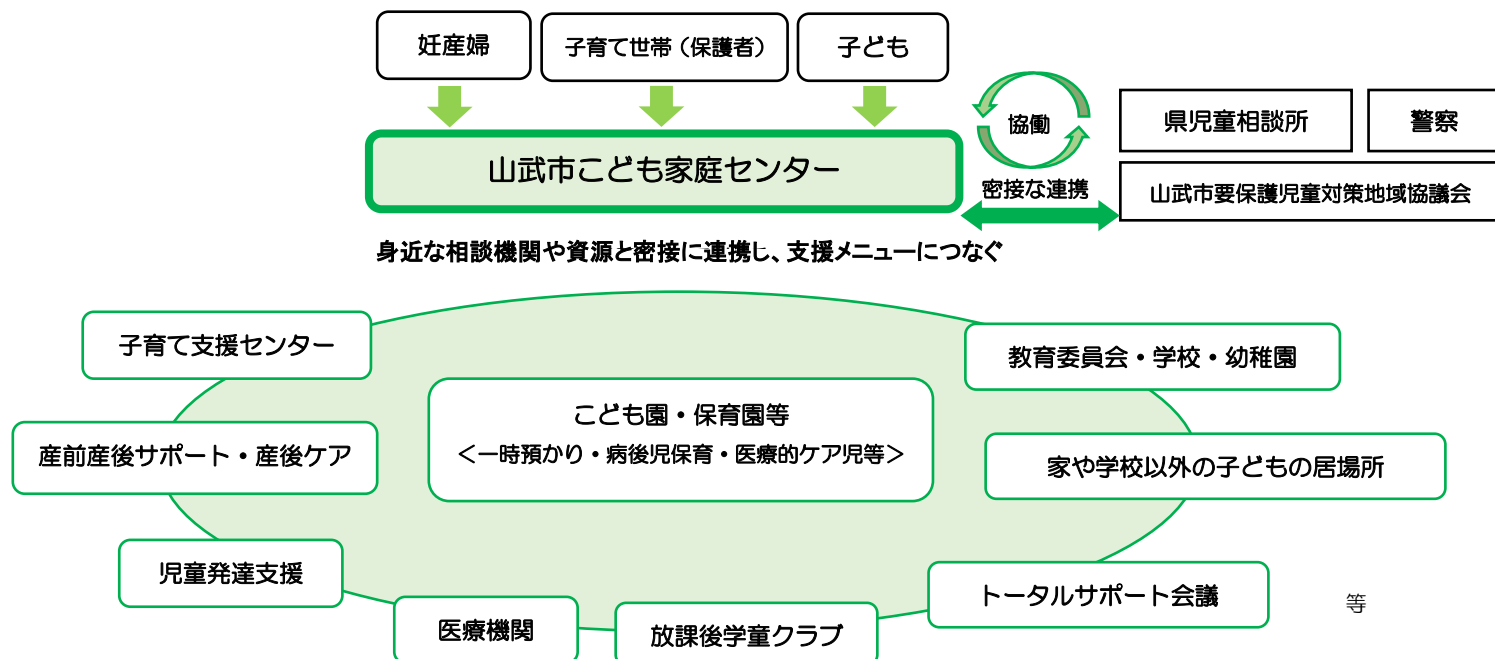 妊産婦
子育て世帯(保護者)
子ども
協働
県児童相談所
警察
山武市こども家庭センター
密接な連携
山武市要保護児童対策地域協議会
身近な相談機関や資源と密接に連携し、支援メニューにつなぐ
子育て支援センター
教育委員会・学校・幼稚園
こども園・保育園等
<一時預かり・病後児保育・医療的ケア児等>
産前産後サポート・産後ケア
家や学校以外の子どもの居場所
児童発達支援
トータルサポート会議
等
医療機関
放課後学童クラブ